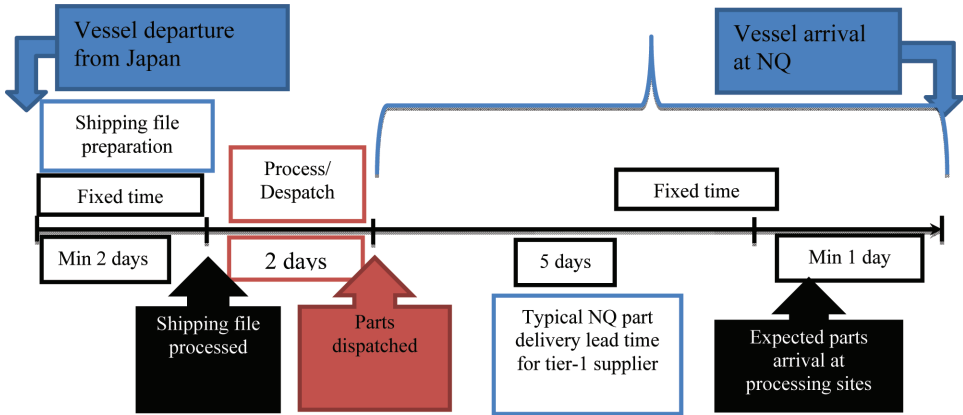 Vessel departure
from Japan
Vessel arrival
at NQ
Shipping file
preparation
Process/
Despatch
Fixed time
Fixed time
Min 2 days
2 days
5 days
Min 1 day
Shipping file
processed
Parts
dispatched
Typical NQ part
delivery lead time
for tier-1 supplier
Expected parts
arrival at
processing sites